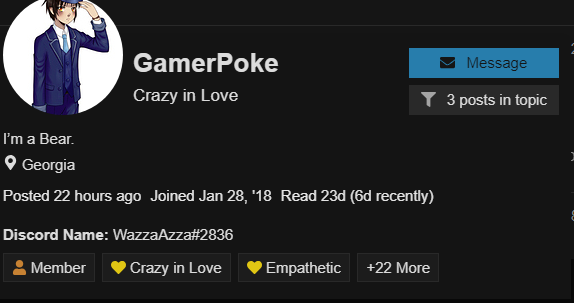 GamerPoke
Crazy in Love
Message
3 posts in topic
I'm a Bear.
Georgia
Posted 22 hours ago Joined Jan 28, '18 Read 23d (6d recently)
Discord Name: WazzaAzza#2836
Member Crazy in Love Empathetic +22 More